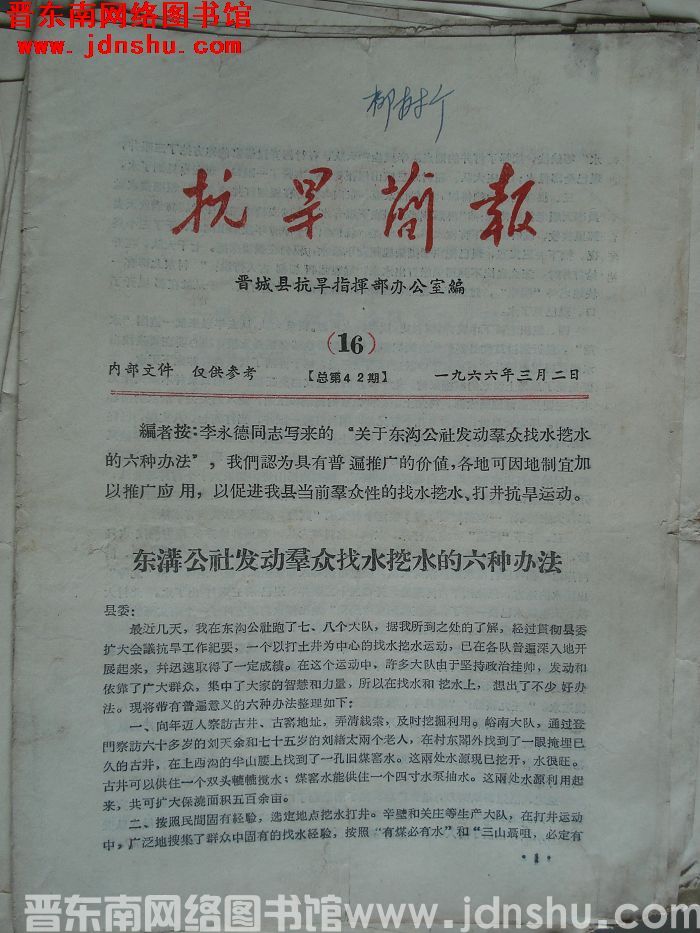 晋东南网络图书馆
www.jdnshu.com
抗旱简報
晋城县抗旱指揮部办公室編
（16）
内部文件 仅供参考 【总第42期】 一九六六年三月二日
編者按：李永德同志写来的“关于东沟公社发动羣众找水挖水
的六种办法”，我們認为具有普遍推广的价値，各地可因地制宜加
以推广应用，以促进我县当前羣众性的找水挖水、打井抗旱运动。
东溝公社发动羣众找水挖水的六种办法
县委：
最近几天，我在东沟公社跑了七、八个大队，据我所到之处的了解，経过貫彻县委
扩大会議抗旱工作紀要，一个以打土井为中心的找水挖水运动，已在各队普遍深入地开
展起来，幷迅速取得了一定成績。在这个运动中，許多大队由于坚持政治挂帅，发动和
依靠了广大群众，集中了大家的智慧和力量，所以在找水和挖水上，想出了不少好办
法。现将带有普遍意义的六种办法整理如下：
一、向年迈人察訪古井、古窑地址，弄清线索，及时挖掘利用。峪南大队，通过登
門察訪六十多岁的刘天余和七十五岁的刘緒太兩个老人，在村东閣外找到了一眼掩埋已
久的古井，在上西沟的半山腰上找到了一孔旧煤窑水。这兩处水源现已挖开，水很旺。
古井可以供住一个双头轆轆搅水；煤窑水能供住一个四寸水泵抽水。这兩处水源利用起
来，共可扩大保澆面积五百余亩。
二、按照民間固有経驗，选定地点挖水打井。辛壁和关庄等生产大队，在打井运动
中，广泛地搜集了群众中固有的找水経驗，按照“有煤必有水”和“三山聶咀，必定有
·1·
晋东南网络图书馆www.jdnshu.com